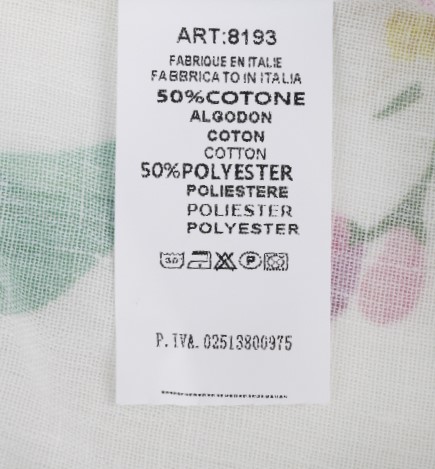 ART:8193
FABRIQUE EN ITALIE
FABBRICATO IN ITALIA
50%COTONE
ALGODON
COTON
COTTON
50%POLYESTER
POLIESTERE
POLIESTER
POLYESTER
30 P
P.IVA.02513800975